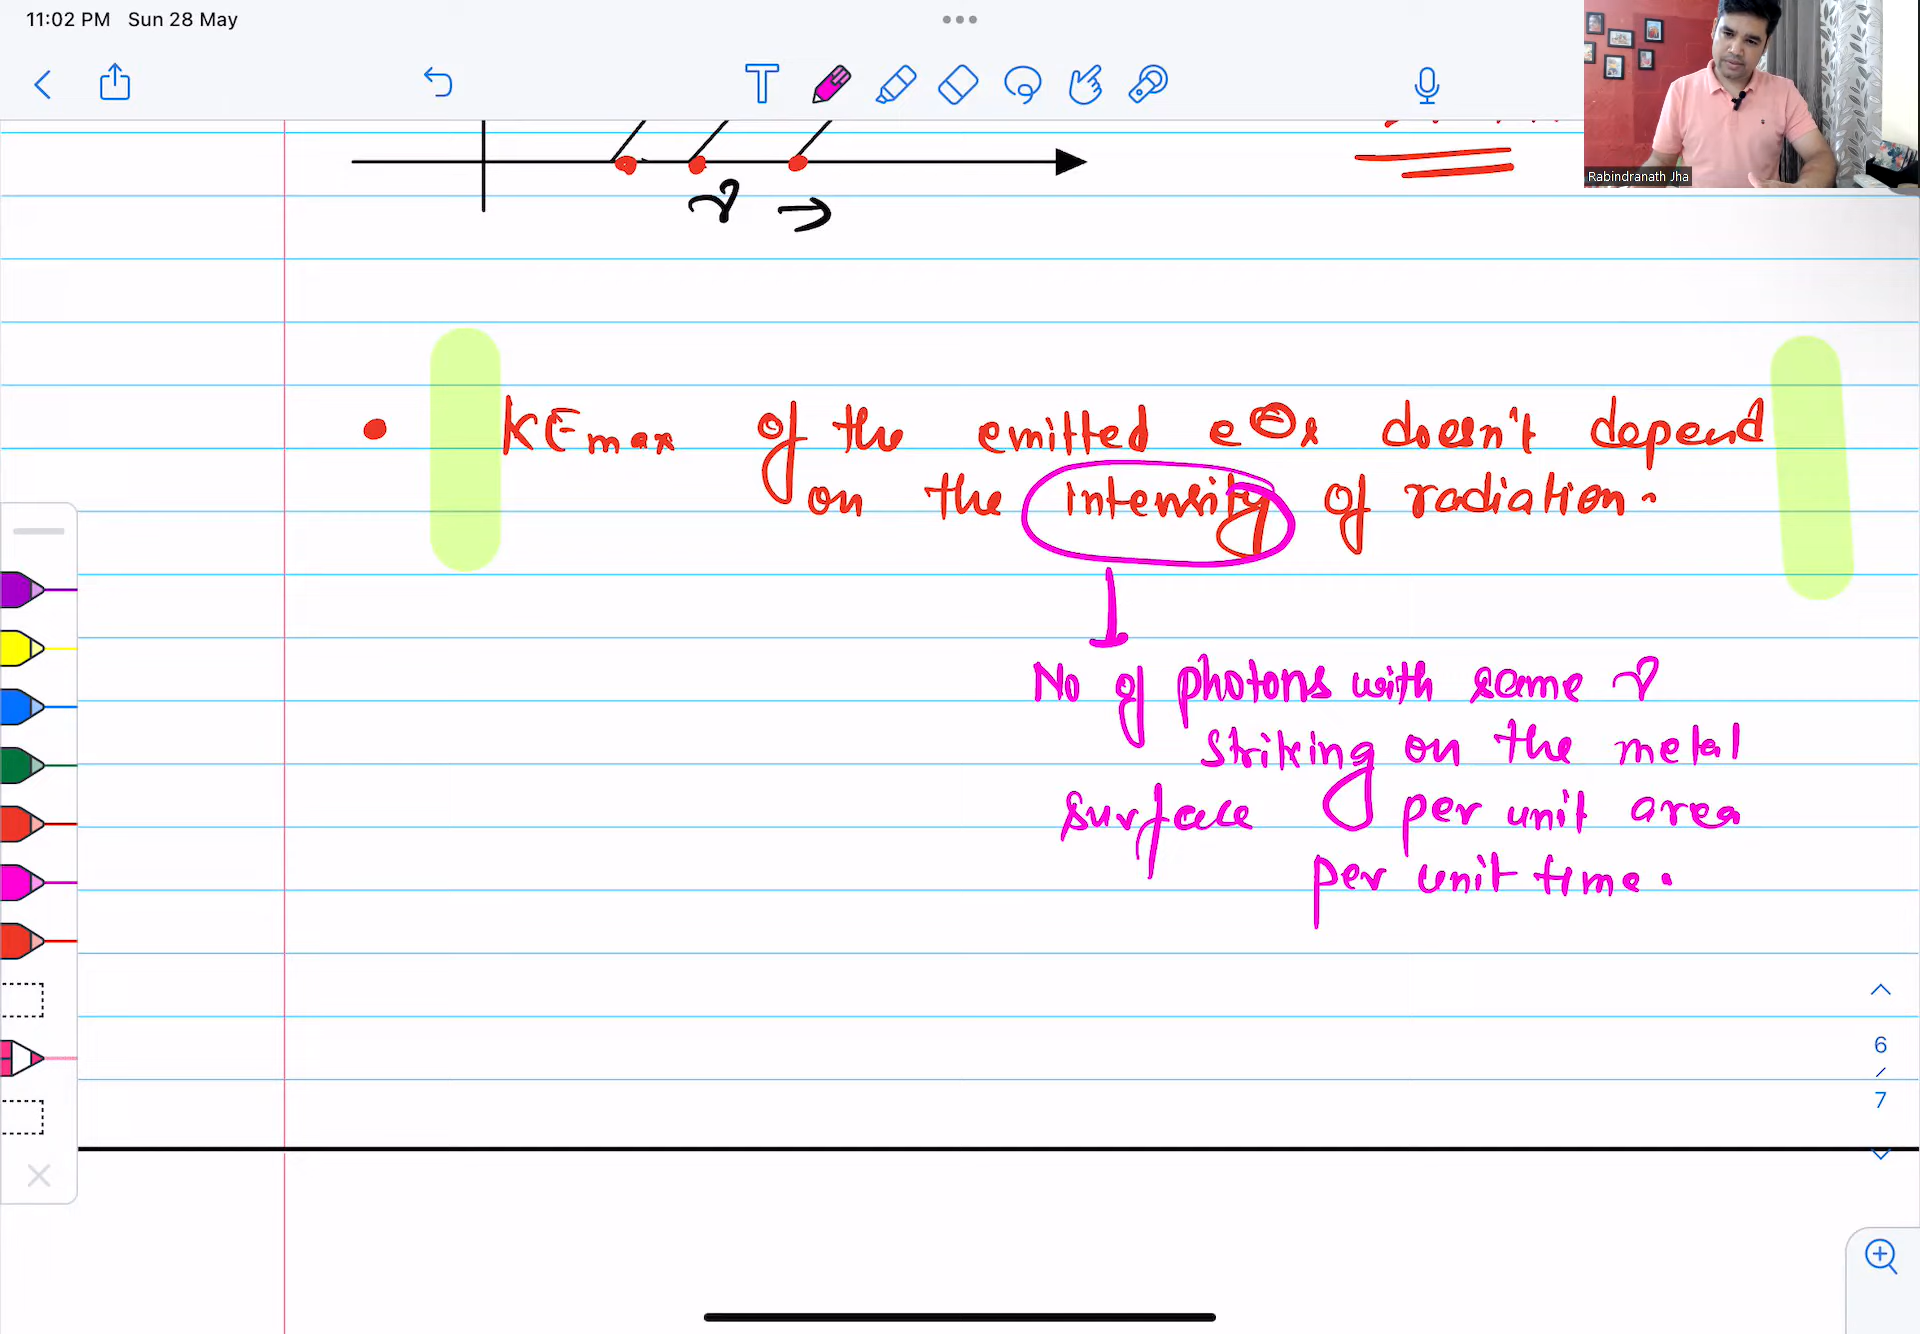 11:02 PM Sun 28 May
T
Rabindranath Jha
ν →
• KEmax of the emitted e⊖s doesn't depend
on the intensity of radiation.
No of photons with same ν
striking on the metal
surface per unit area
per unit time.
6
/
7